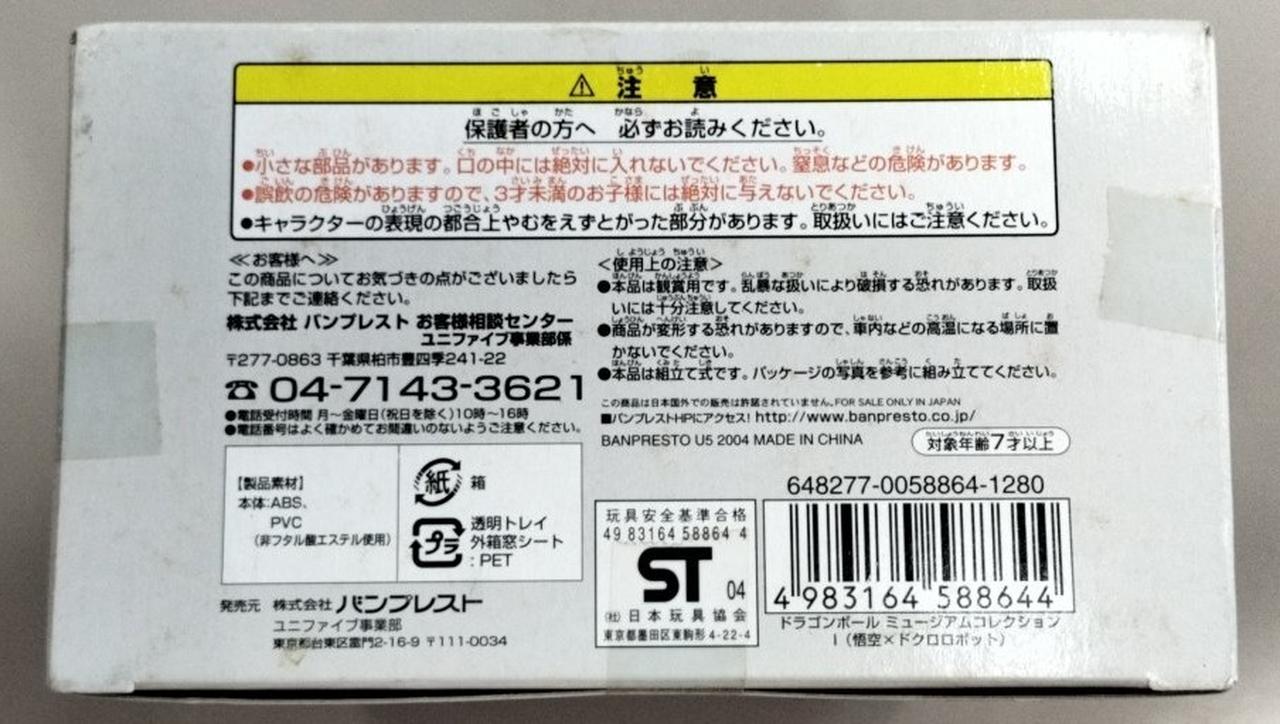 ⚠ 注 意
保護者の方へ 必ずお読みください。
●小さな部品があります。口の中には絶対に入れないでください。窒息などの危険があります。
●誤飲の危険がありますので、3才未満のお子様には絶対に与えないでください。
●キャラクターの表現の都合上やむをえずとがった部分があります。取扱いにはご注意ください。
≪お客様へ≫
この商品についてお気づきの点がございましたら
下記までご連絡ください。
株式会社 バンプレスト お客様相談センター
ユニファイブ事業部係
〒277-0863 千葉県柏市豊四季241-22
☎ 04-7143-3621
●電話受付時間 月～金曜日(祝日を除く)10時～16時
●電話番号はよく確かめてお間違いのないようご注意ください。
<使用上の注意>
●本品は観賞用です。乱暴な扱いにより破損する恐れがあります。取扱
いには十分注意してください。
●商品が変形する恐れがありますので、車内などの高温になる場所に置
かないでください。
●本品は組立て式です。パッケージの写真を参考に組み立ててください。
この商品は日本国外での販売は許諾されていません。FOR SALE ONLY IN JAPAN
■バンプレストHPにアクセス! http://www.banpresto.co.jp/
BANPRESTO U5 2004 MADE IN CHINA
対象年齢7才以上
【製品素材】
本体:ABS、
PVC
(非フタル酸エステル使用)
紙 箱
プラ 透明トレイ
外箱窓シート
:PET
発売元 株式会社 バンプレスト
ユニファイブ事業部
東京都台東区雷門2-16-9 〒111-0034
玩具安全基準合格
49 83164 58864 4
ST 04
(社)日本玩具協会
東京都墨田区東駒形4-22-4
648277-0058864-1280
4 983164 588644
ドラゴンボール ミュージアムコレクション
I (悟空×ドクロロボット)